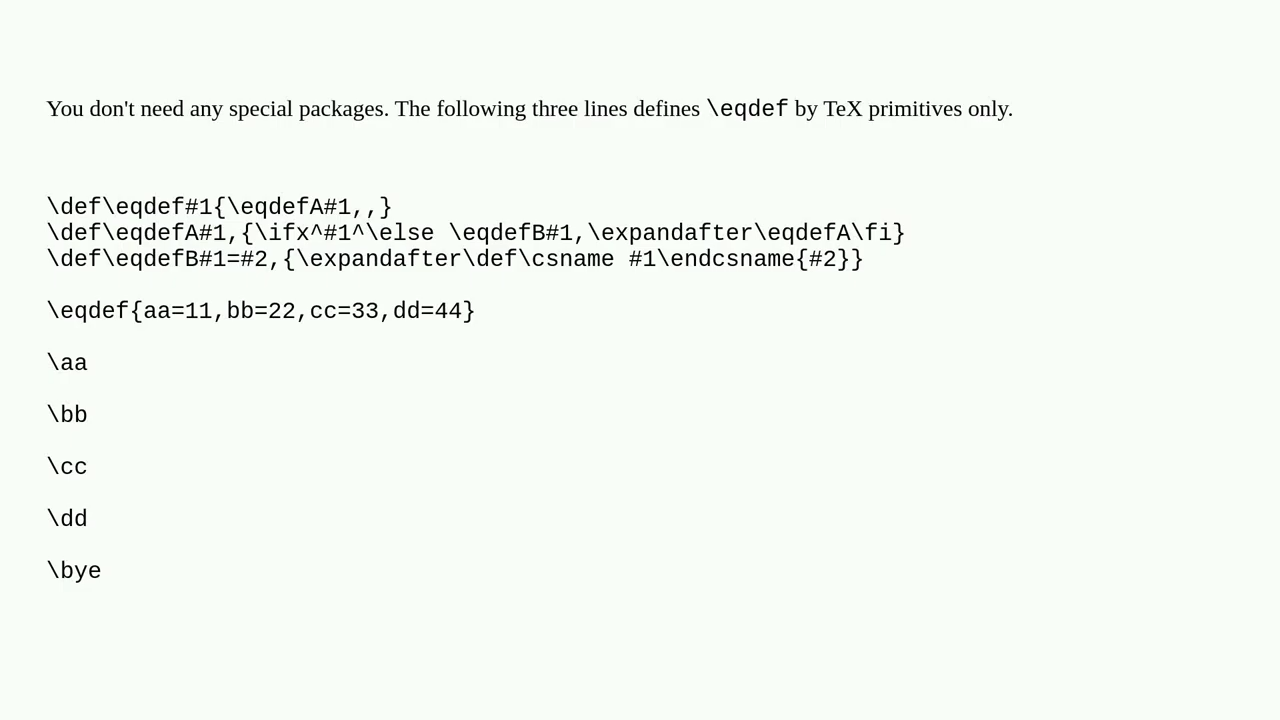 You don't need any special packages. The following three lines defines \eqdef by TeX primitives only.
\def\eqdef#1{\eqdefA#1,,}
\def\eqdefA#1,{\ifx^#1^\else \eqdefB#1,\expandafter\eqdefA\fi}
\def\eqdefB#1=#2,{\expandafter\def\csname #1\endcsname{#2}}
\eqdef{aa=11,bb=22,cc=33,dd=44}
\aa
\bb
\cc
\dd
\bye